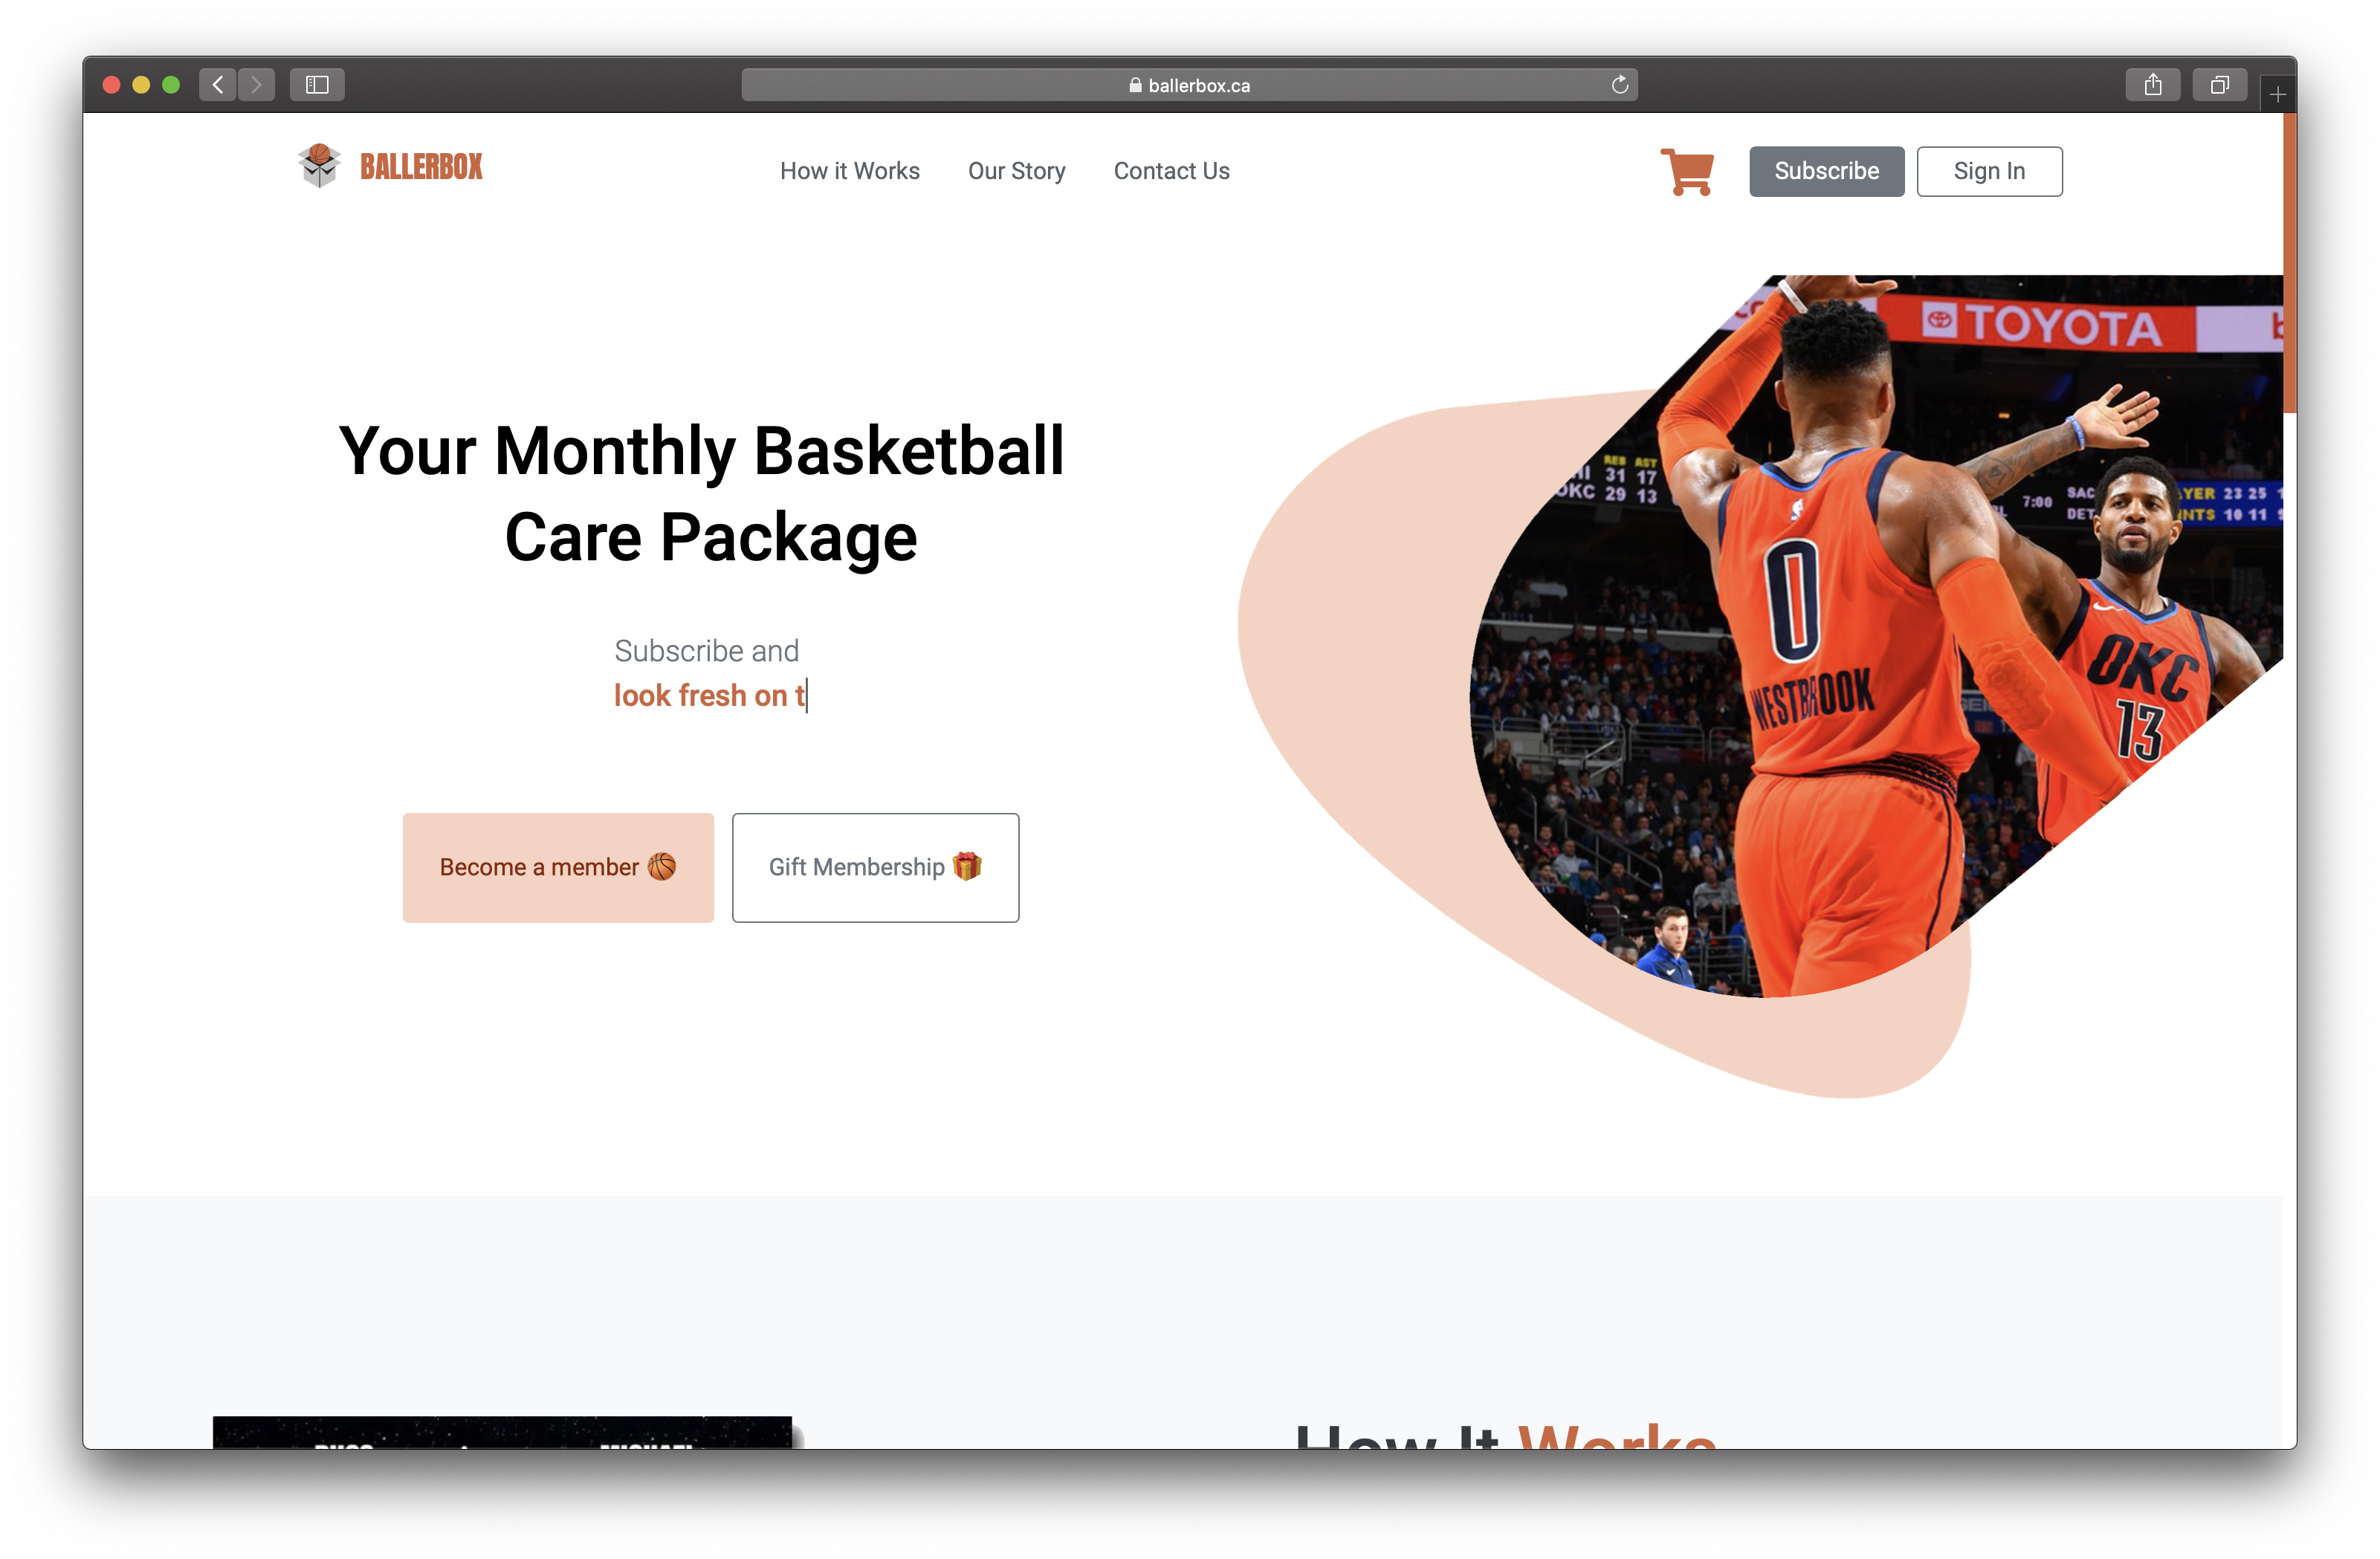 ballerbox.ca
BALLERBOX
How it Works
Our Story
Contact Us
Subscribe
Sign In
Your Monthly Basketball
Care Package
Subscribe and
look fresh on t
Become a member
Gift Membership
TOYOTA
REB AST
31 17
OKC 29 13
7:00
SAC
DET
YER 23 25
NTS 10 11
0
WESTBROOK
OKC
13
How It Works